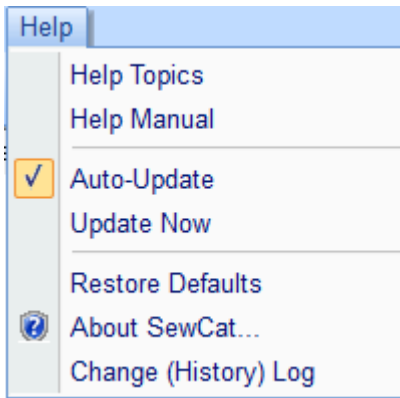 Help
Help Topics
Help Manual
Auto-Update
Update Now
Restore Defaults
About SewCat...
Change (History) Log